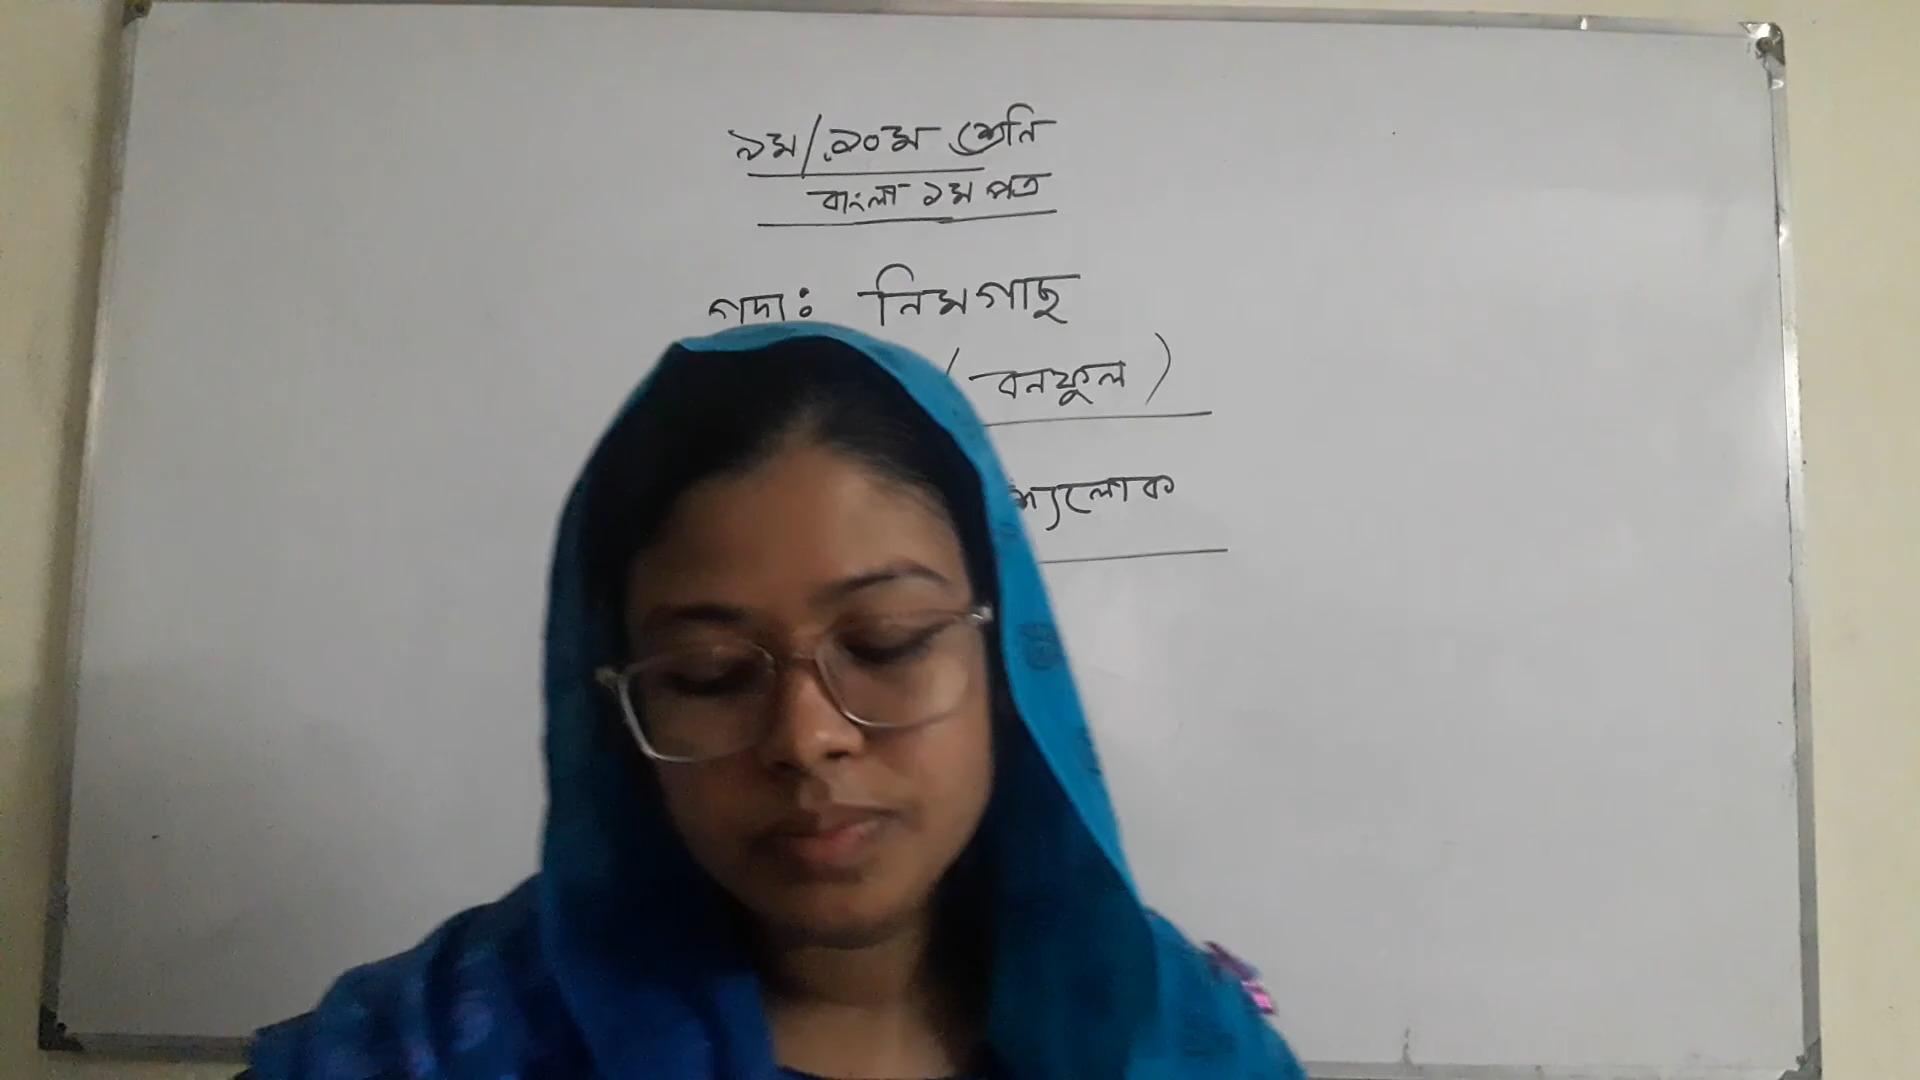 ৯ম/১০ম শ্রেনি
বাংলা ১ম পত্র
গদ্যঃ নিমগাছ
(বনফুল)